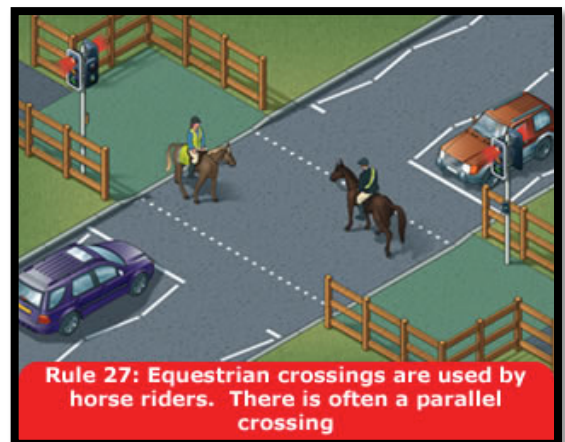 Rule 27: Equestrian crossings are used by
horse riders.  There is often a parallel
crossing